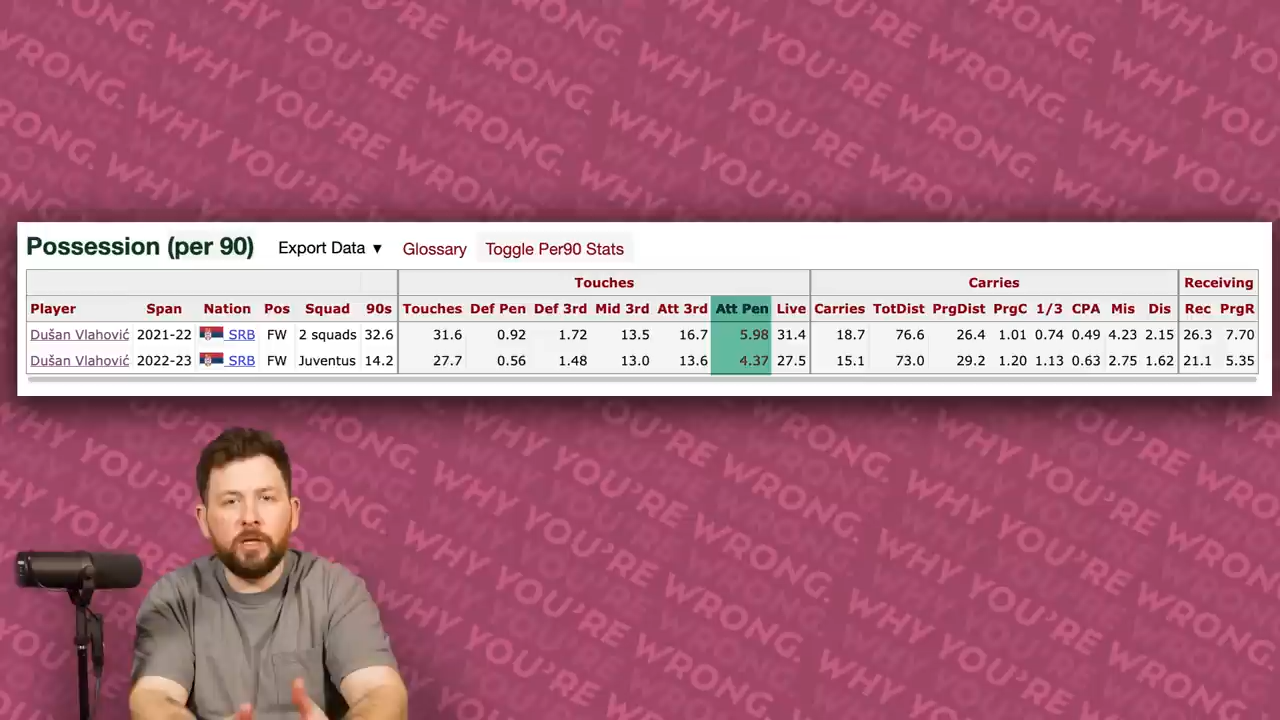 Possession (per 90) Export Data ▼ Glossary Toggle Per90 Stats
Touches Carries Receiving
Player Span Nation Pos Squad 90s Touches Def Pen Def 3rd Mid 3rd Att 3rd Att Pen Live Carries TotDist PrgDist PrgC 1/3 CPA Mis Dis Rec PrgR
Dušan Vlahović 2021-22 SRB FW 2 squads 32.6 31.6 0.92 1.72 13.5 16.7 5.98 31.4 18.7 76.6 26.4 1.01 0.74 0.49 4.23 2.15 26.3 7.70
Dušan Vlahović 2022-23 SRB FW Juventus 14.2 27.7 0.56 1.48 13.0 13.6 4.37 27.5 15.1 73.0 29.2 1.20 1.13 0.63 2.75 1.62 21.1 5.35
WHY YOU'RE WRONG.